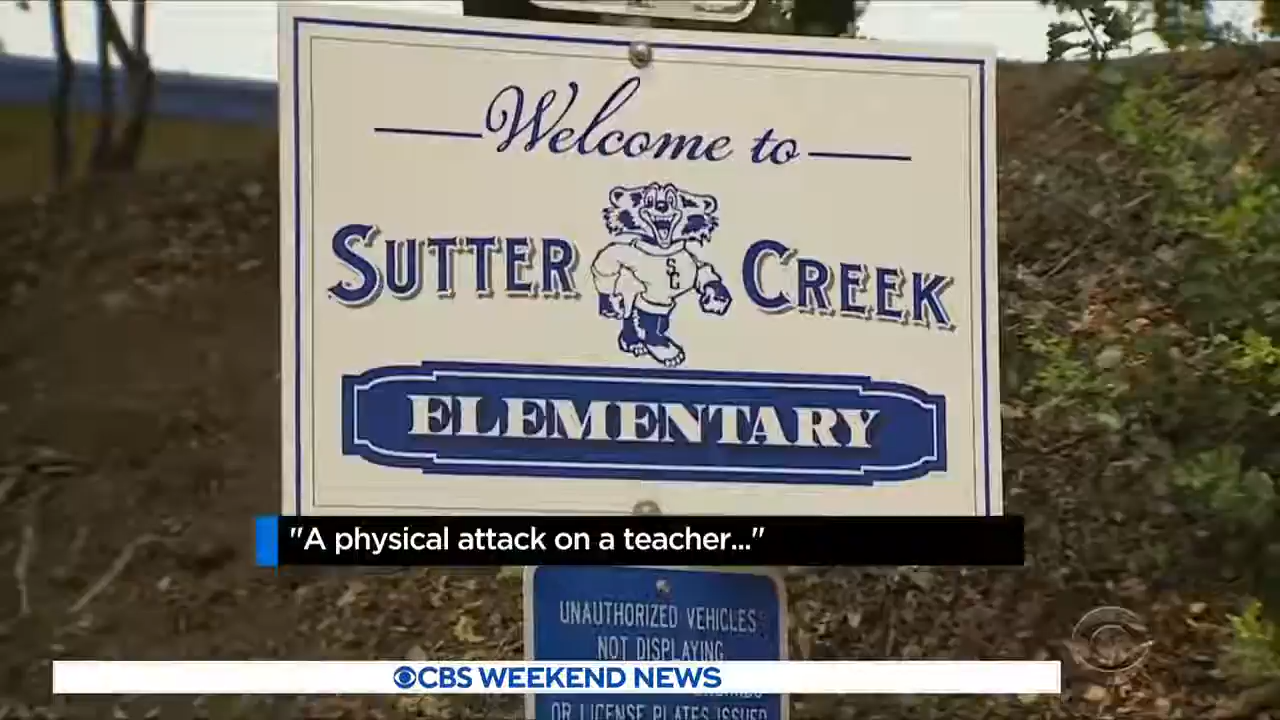 Welcome to
SUTTER CREEK
SC
ELEMENTARY
"A physical attack on a teacher..."
UNAUTHORIZED VEHICLES
NOT DISPLAYING
CBS WEEKEND NEWS
OR LICENSE PLATES ISSUED